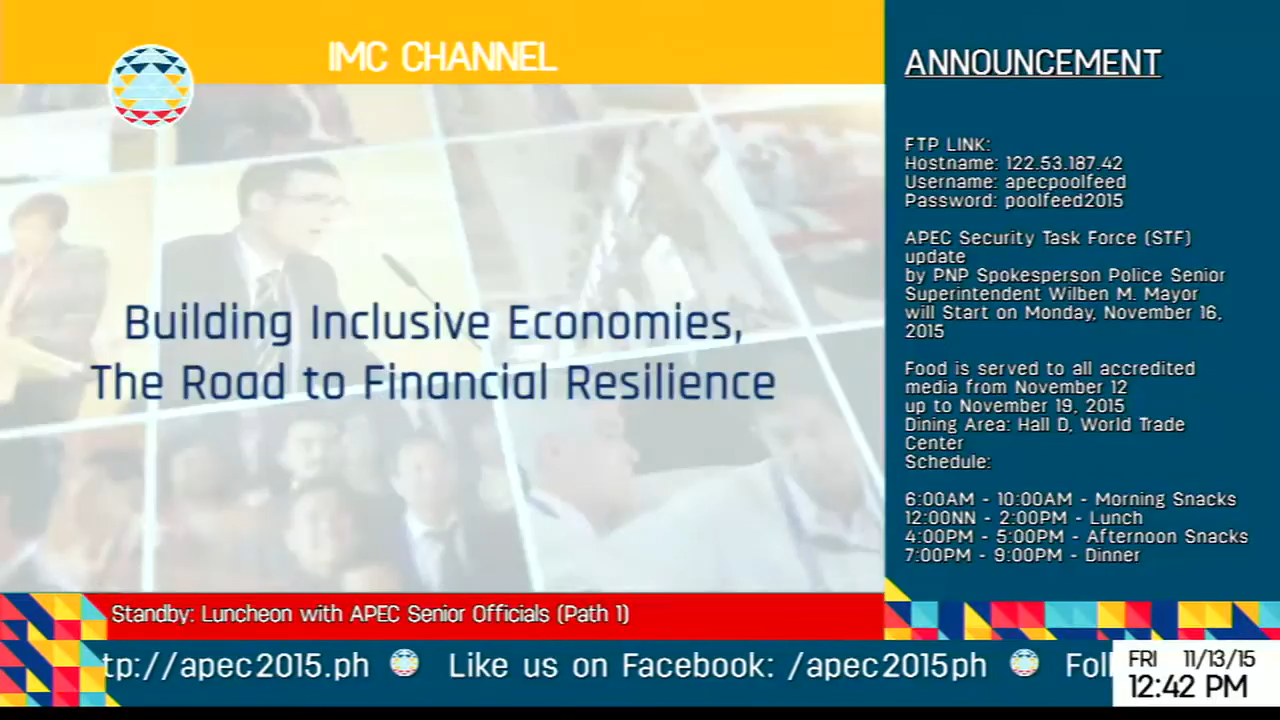 IMC CHANNEL
Building Inclusive Economies,
The Road to Financial Resilience
ANNOUNCEMENT
FTP LINK:
Hostname: 122.53.187.42
Username: apecpoolfeed
Password: poolfeed2015
APEC Security Task Force (STF)
update
by PNP Spokesperson Police Senior
Superintendent Wilben M. Mayor
will Start on Monday, November 16,
2015
Food is served to all accredited
media from November 12
up to November 19, 2015
Dining Area: Hall D, World Trade
Center
Schedule:
6:00AM - 10:00AM - Morning Snacks
12:00NN - 2:00PM - Lunch
4:00PM - 5:00PM - Afternoon Snacks
7:00PM - 9:00PM - Dinner
Standby: Luncheon with APEC Senior Officials (Path 1)
tp://apec2015.ph Like us on Facebook: /apec2015ph Foll
FRI 11/13/15
12:42 PM